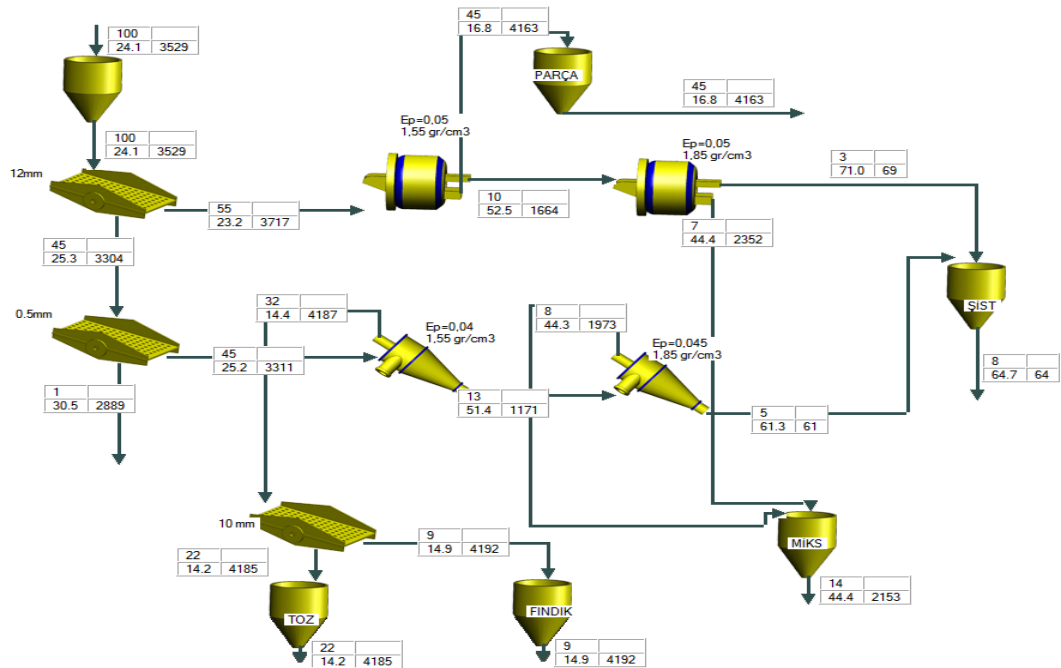 100
24.1 3529
45
16.8 4163
PARÇA
45
16.8 4163
100
24.1 3529
Ep=0,05
1,55 gr/cm3
Ep=0,05
1,85 gr/cm3
3
71.0 69
12mm
55
23.2 3717
10
52.5 1664
7
44.4 2352
45
25.3 3304
ŞİST
0.5mm
32
14.4 4187
Ep=0,04
1,55 gr/cm3
8
44.3 1973
Ep=0.045
1,85 gr/cm3
45
25.2 3311
8
64.7 64
1
30.5 2889
13
51.4 1171
5
61.3 61
10 mm
9
14.9 4192
MİKS
22
14.2 4185
14
44.4 2153
TOZ
FINDIK
22
14.2 4185
9
14.9 4192